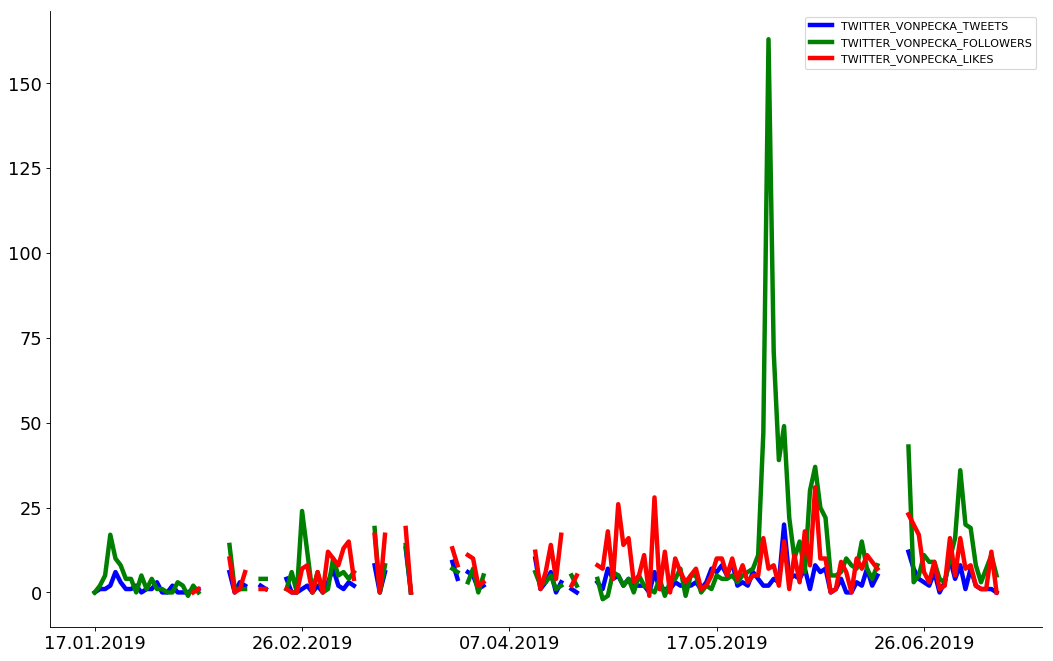 TWITTER_VONPECKA_TWEETS
TWITTER_VONPECKA_FOLLOWERS
TWITTER_VONPECKA_LIKES
150
125
100
75
50
25
0
17.01.2019 26.02.2019 07.04.2019 17.05.2019 26.06.2019